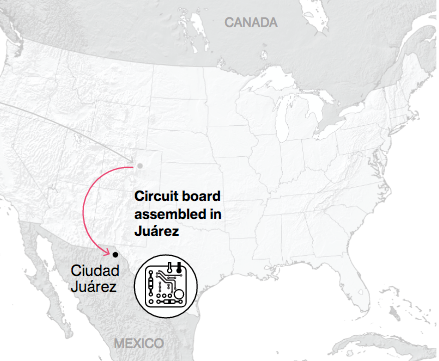 CANADA
Circuit board
assembled in
Juárez
Ciudad
Juárez
MEXICO